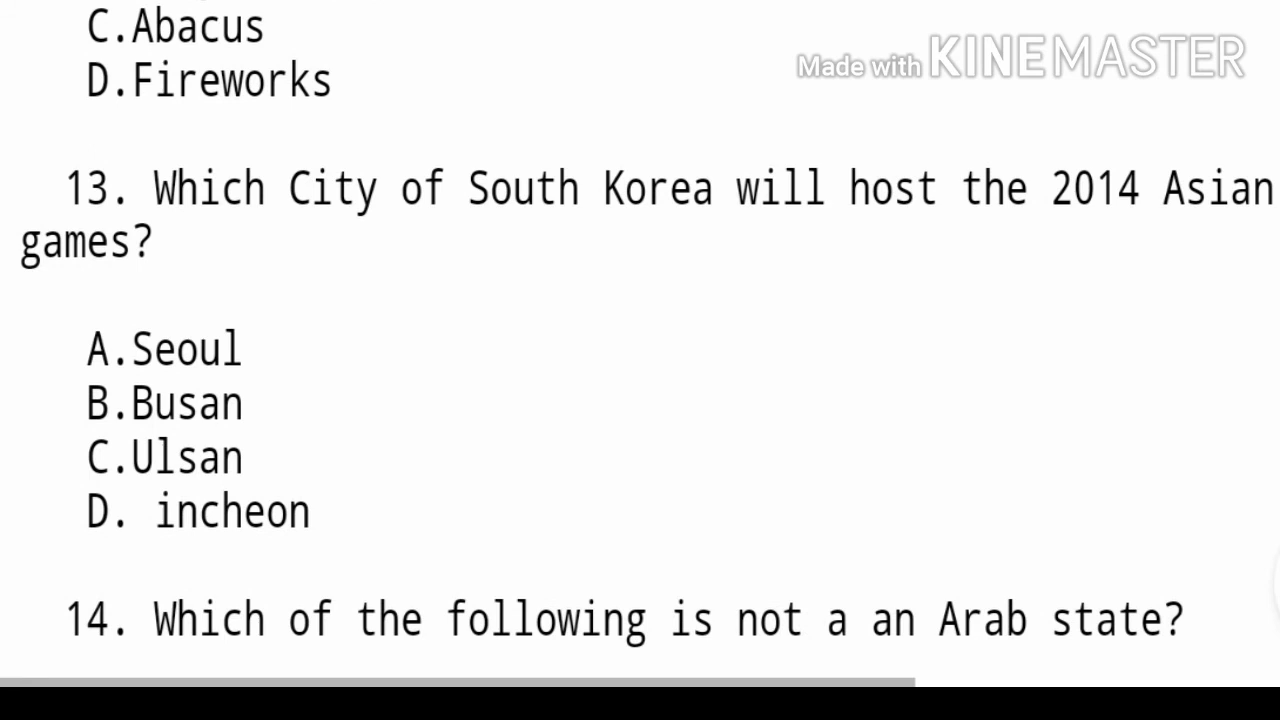 C.Abacus
Made with KINEMASTER
D.Fireworks
13. Which City of South Korea will host the 2014 Asian
games?
A.Seoul
B.Busan
C.Ulsan
D. incheon
14. Which of the following is not a an Arab state?